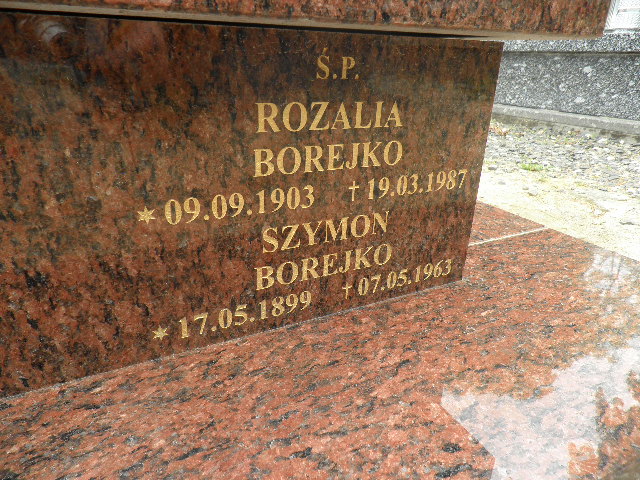 Ś.P.
ROZALIA
BOREJKO
* 09.09.1903 †19.03.1987
SZYMON
BOREJKO
* 17.05.1899 †07.05.1963